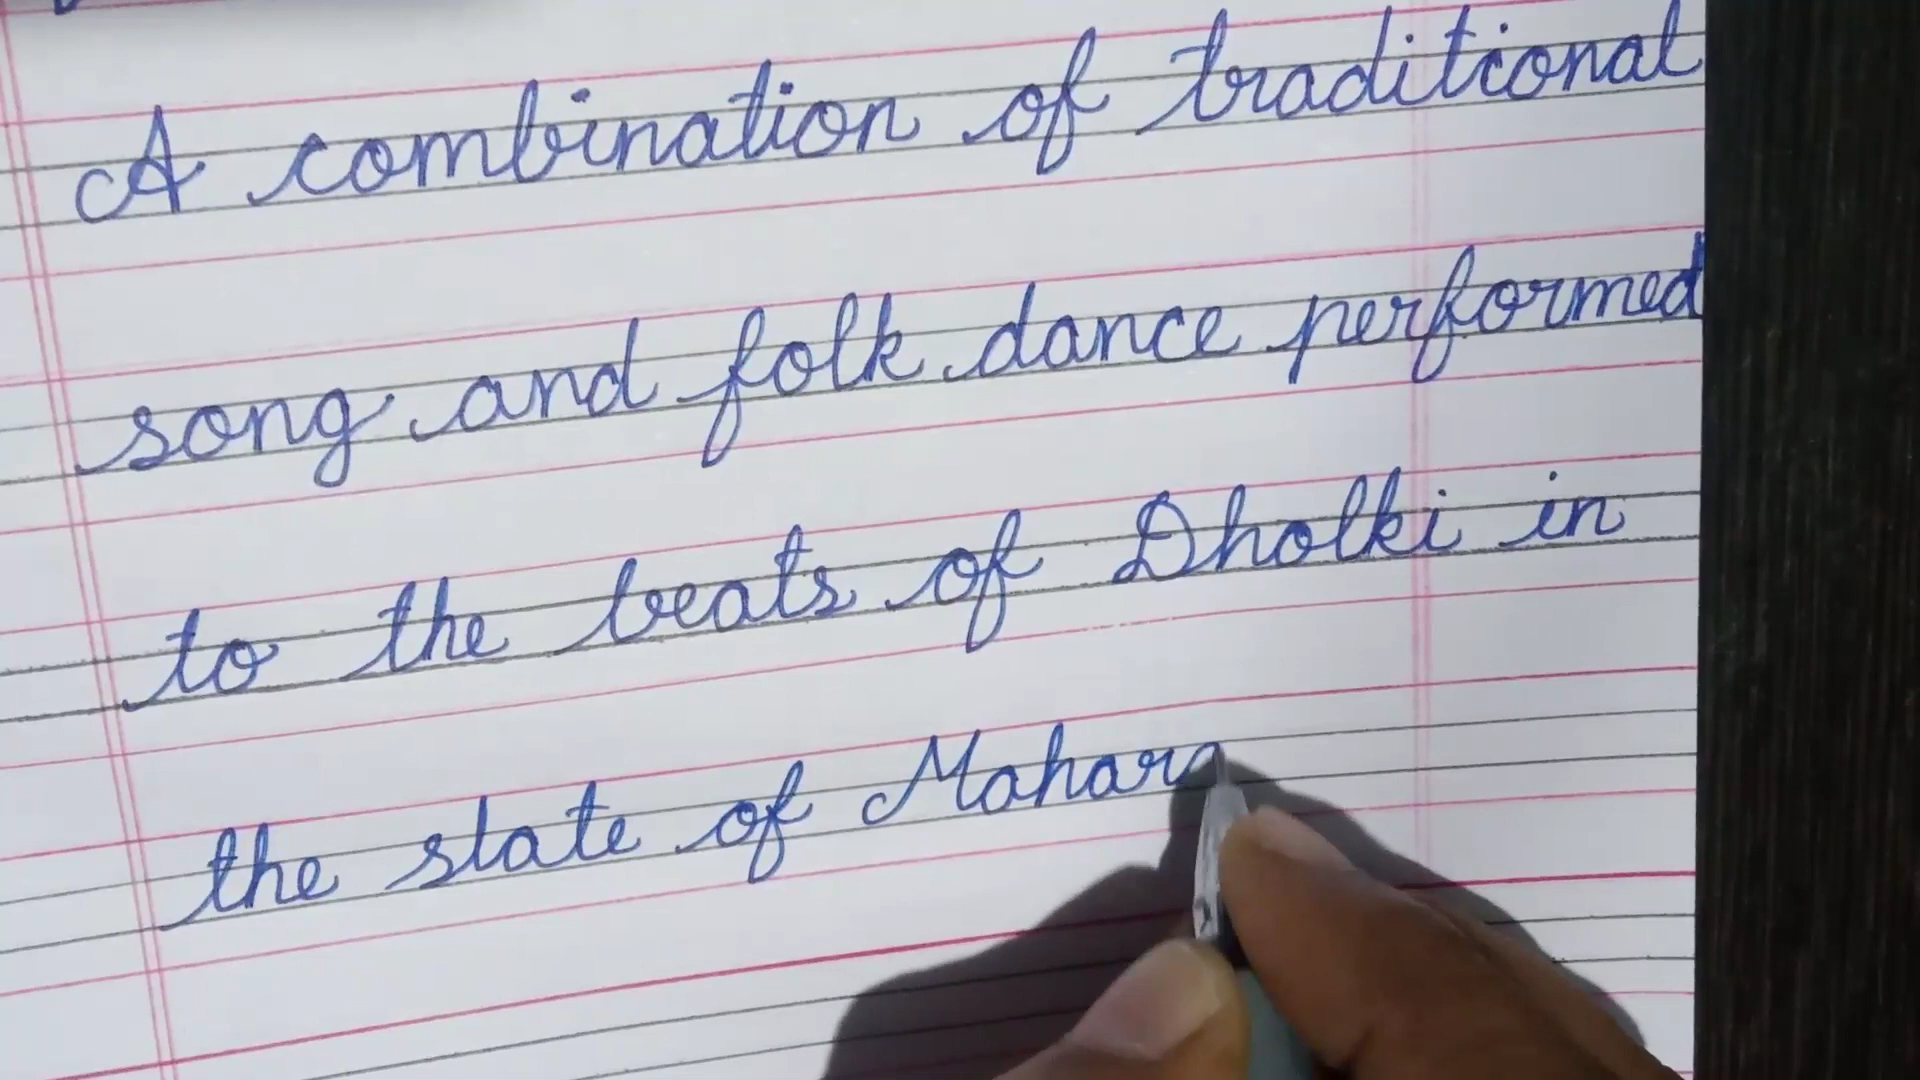 A combination of traditional
song and folk dance performed
to the beats of Dholki in
the state of Mahara